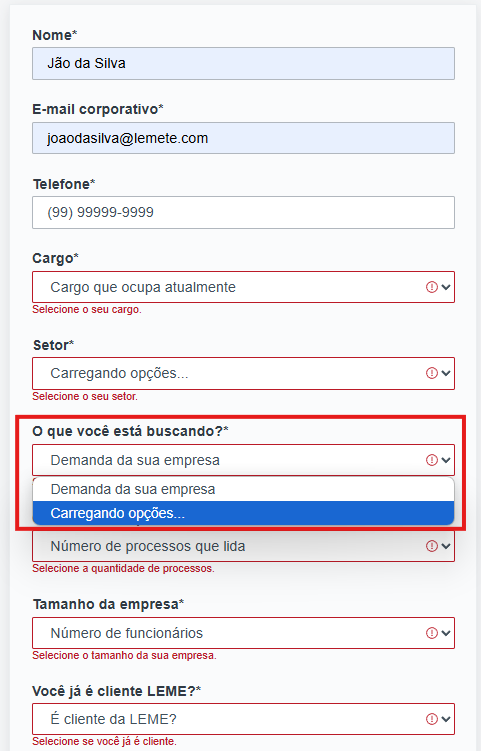 Nome*
Jão da Silva
E-mail corporativo*
joaodasilva@lemete.com
Telefone*
(99) 99999-9999
Cargo*
Cargo que ocupa atualmente
Selecione o seu cargo.
Setor*
Carregando opções...
Selecione o seu setor.
O que você está buscando?*
Demanda da sua empresa
Demanda da sua empresa
Carregando opções...
Número de processos que lida
Selecione a quantidade de processos.
Tamanho da empresa*
Número de funcionários
Selecione o tamanho da sua empresa.
Você já é cliente LEME?*
É cliente da LEME?
Selecione se você já é cliente.